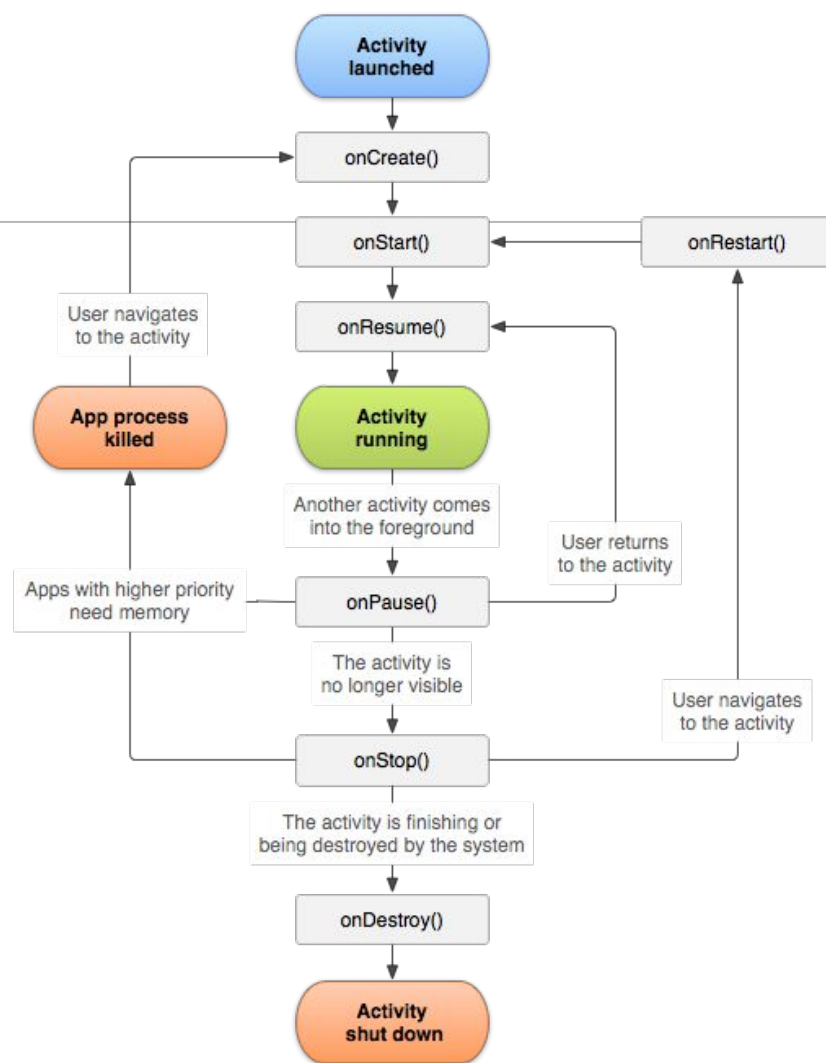 Activity
launched
onCreate()
onStart()
onRestart()
User navigates
to the activity
onResume()
App process
killed
Activity
running
Another activity comes
into the foreground
User returns
to the activity
Apps with higher priority
need memory
onPause()
The activity is
no longer visible
User navigates
to the activity
onStop()
The activity is finishing or
being destroyed by the system
onDestroy()
Activity
shut down